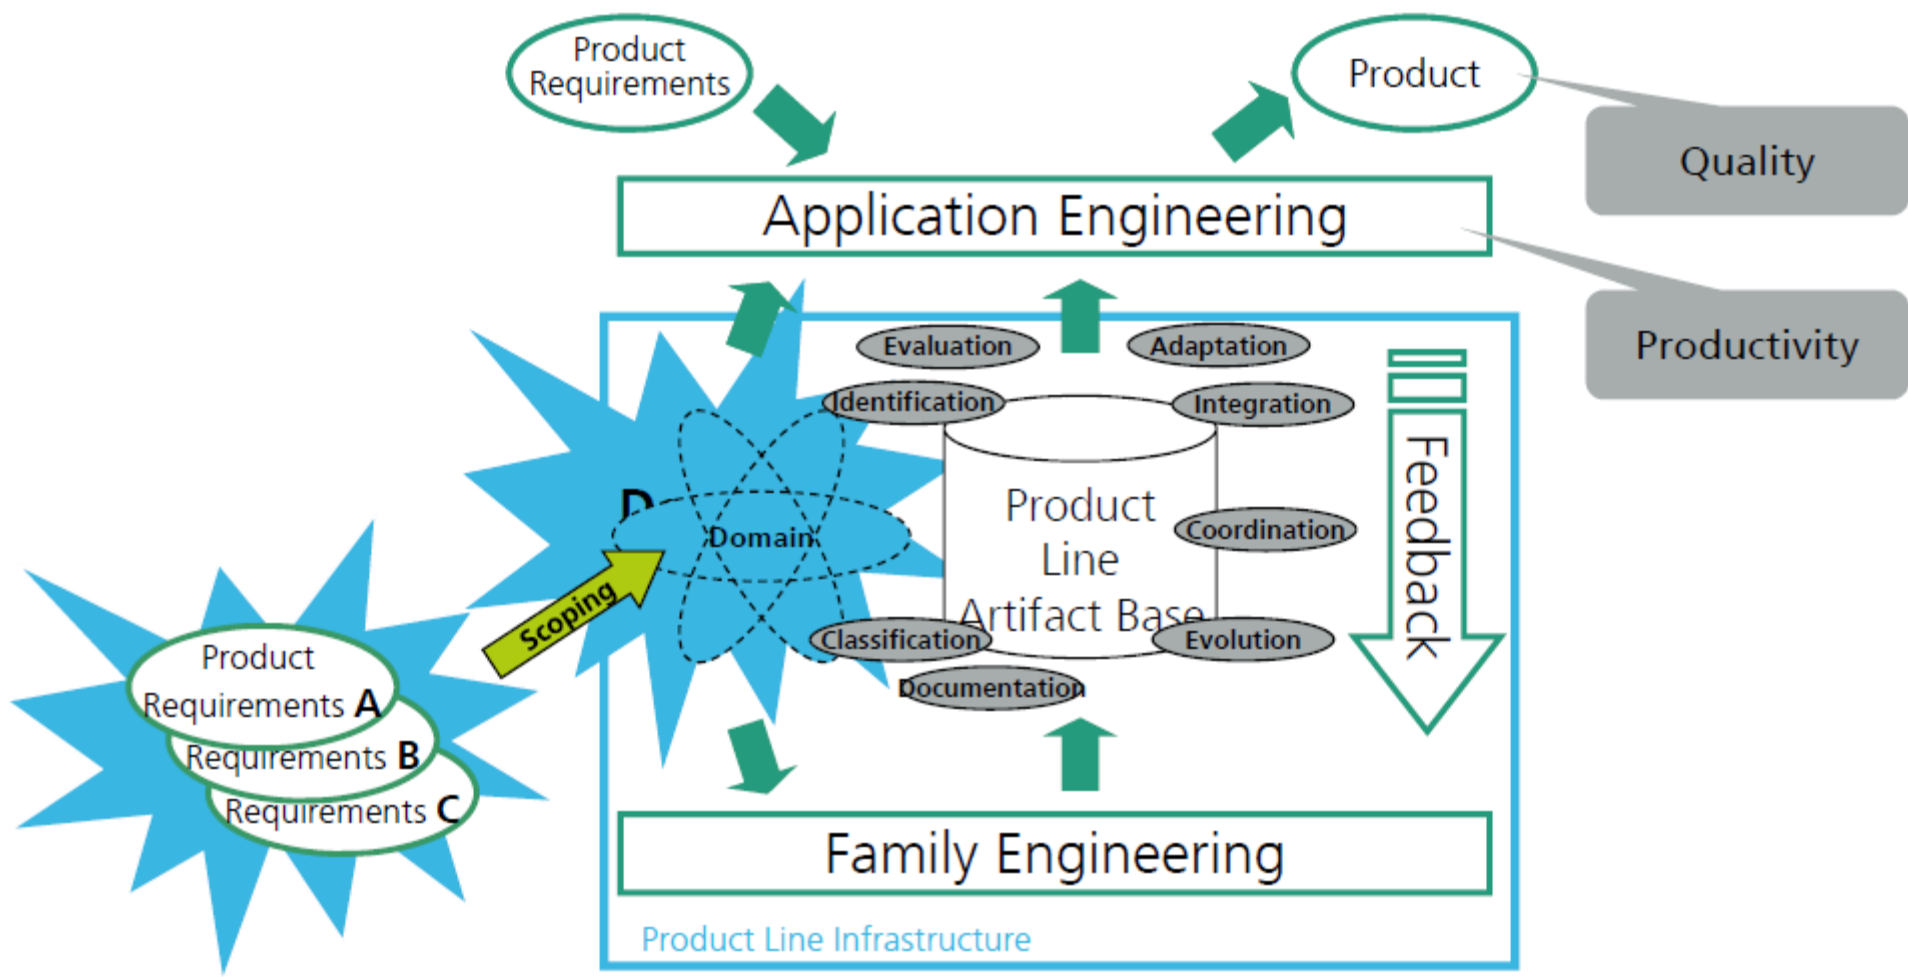 Product
Requirements
Product
Quality
Application Engineering
Productivity
Evaluation
Adaptation
Identification
Integration
Product
Line
Artifact Base
D
Domain
Coordination
Feedback
Scoping
Classification
Evolution
Documentation
Product
Requirements A
Requirements B
Requirements C
Family Engineering
Product Line Infrastructure